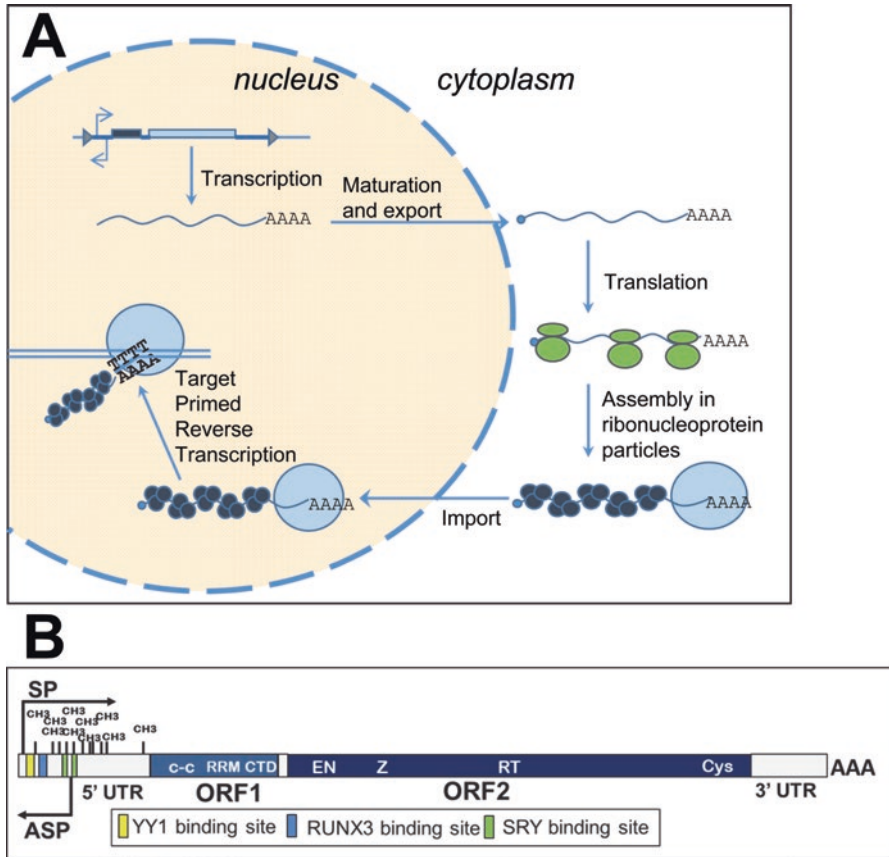 A
nucleus
cytoplasm
Transcription
AAAA
Maturation
and export
AAAA
Translation
AAAA
Assembly in
ribonucleoprotein
particles
AAAA
Import
AAAA
Target
Primed
Reverse
Transcription
TTTT
AAAA
B
SP
CH3
CH3
CH3
CH3
CH3
CH3
CH3
CH3
CH3
CH3
C-C RRM CTD
EN Z RT Cys
AAA
5’ UTR ORF1 ORF2 3’ UTR
ASP
YY1 binding site RUNX3 binding site SRY binding site